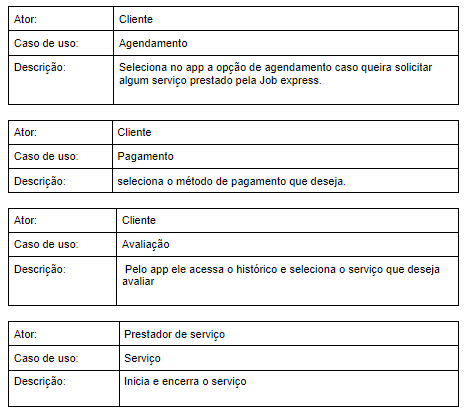 Ator: Cliente
Caso de uso: Agendamento
Descrição: Seleciona no app a opção de agendamento caso queira solicitar
algum serviço prestado pela Job express.
Ator: Cliente
Caso de uso: Pagamento
Descrição: seleciona o método de pagamento que deseja.
Ator: Cliente
Caso de uso: Avaliação
Descrição: Pelo app ele acessa o histórico e seleciona o serviço que deseja
avaliar
Ator: Prestador de serviço
Caso de uso: Serviço
Descrição: Inicia e encerra o serviço